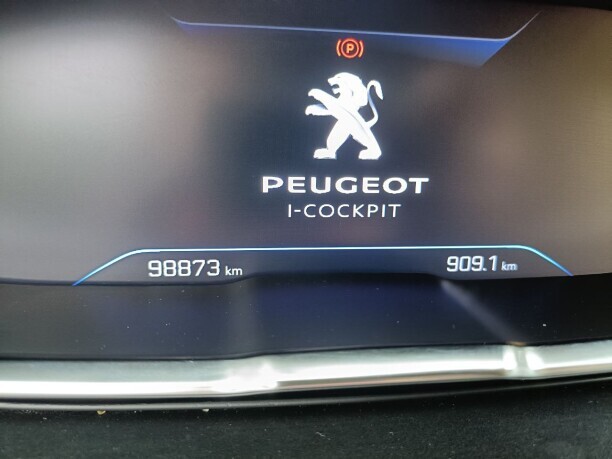 P
PEUGEOT
I-COCKPIT
98873 km 909.1 km